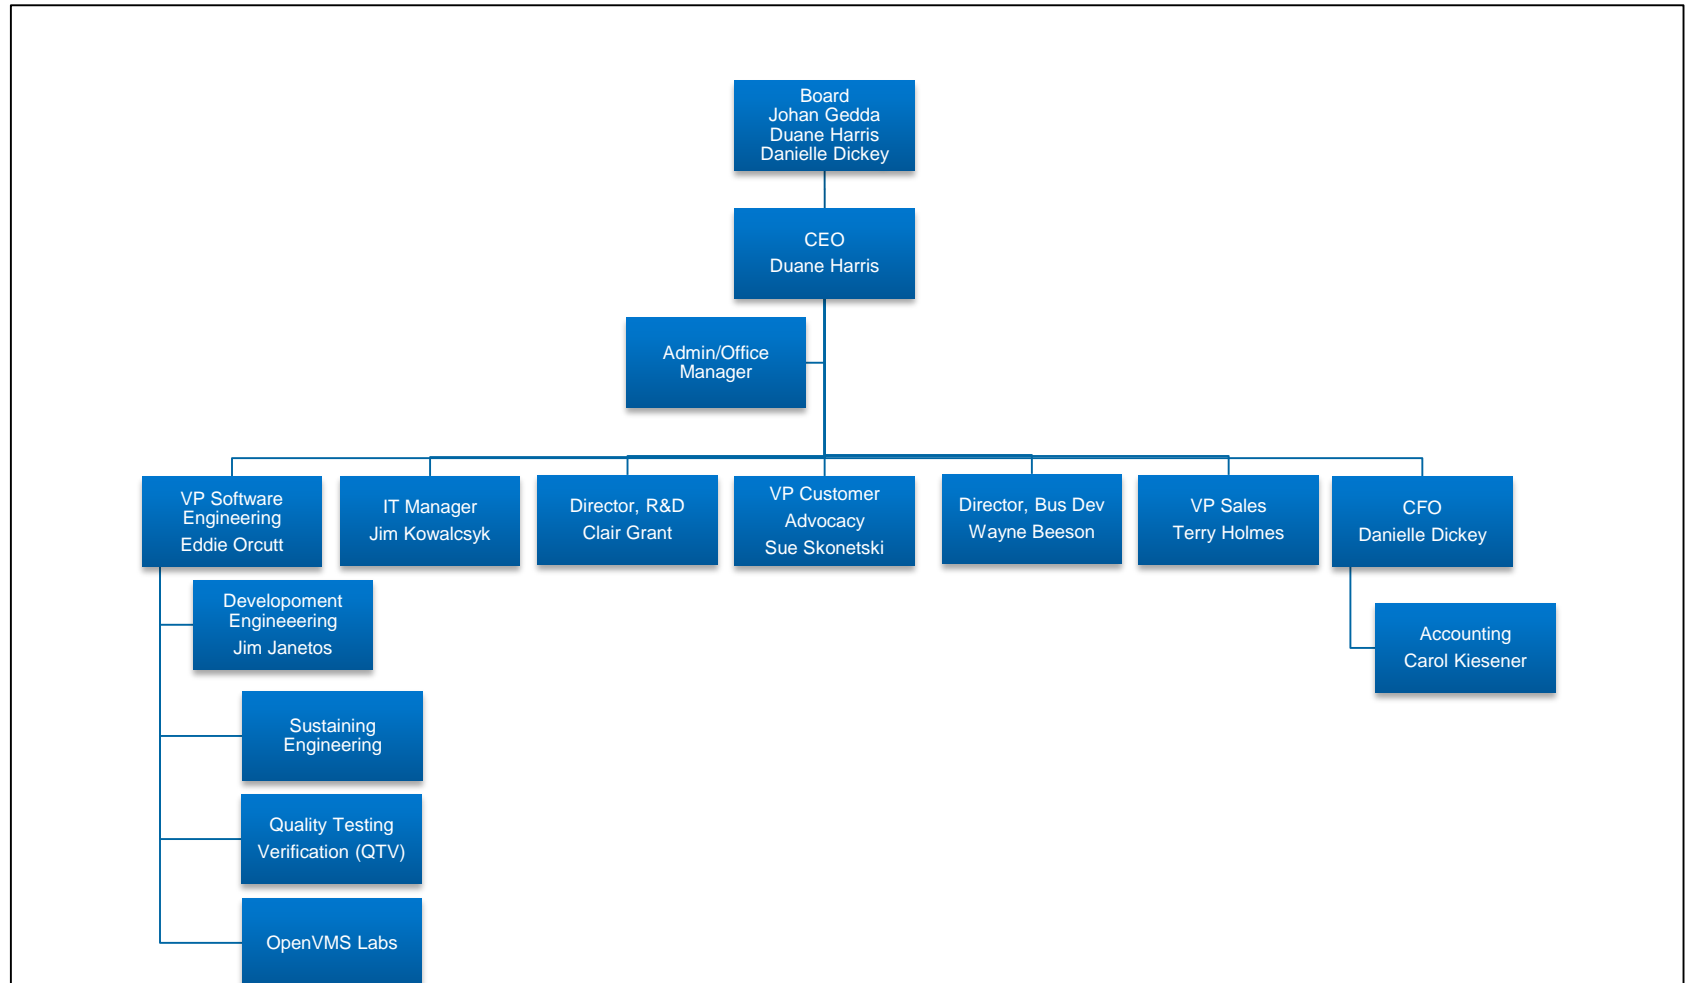 Board
Johan Gedda
Duane Harris
Danielle Dickey
CEO
Duane Harris
Admin/Office
Manager
VP Software
Engineering
Eddie Orcutt
IT Manager
Jim Kowalcsyk
Director, R&D
Clair Grant
VP Customer
Advocacy
Sue Skonetski
Director, Bus Dev
Wayne Beeson
VP Sales
Terry Holmes
CFO
Danielle Dickey
Developoment
Engineeering
Jim Janetos
Accounting
Carol Kiesener
Sustaining
Engineering
Quality Testing
Verification (QTV)
OpenVMS Labs